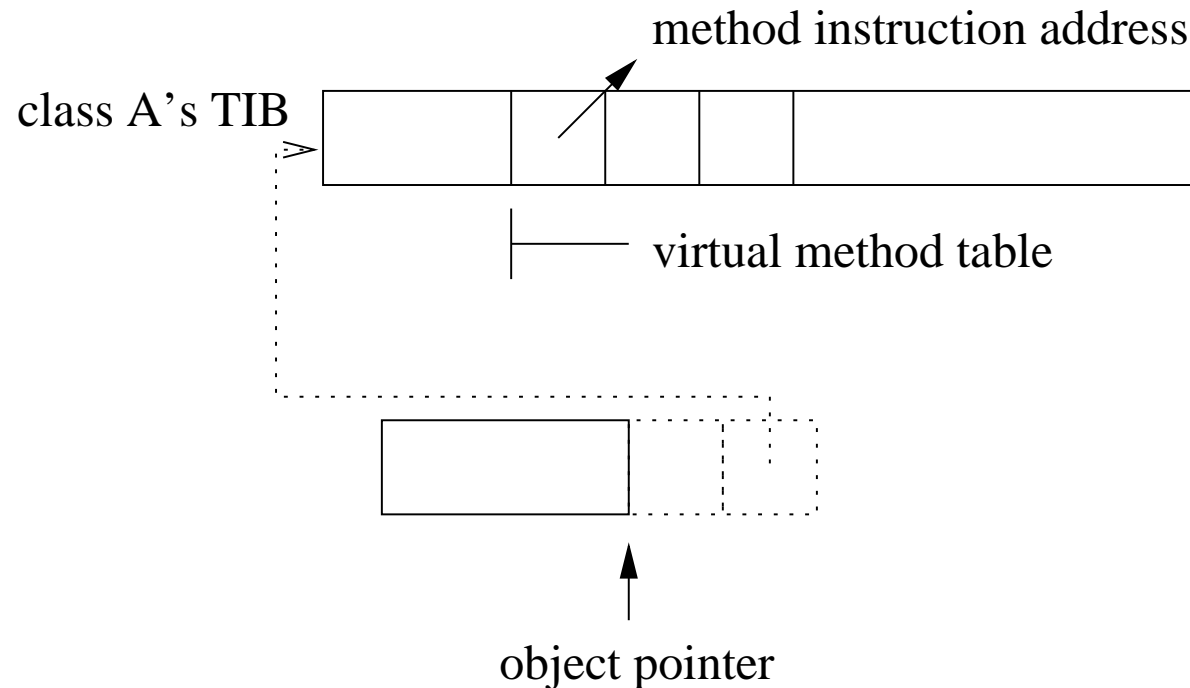 method instruction address
class A's TIB
virtual method table
object pointer